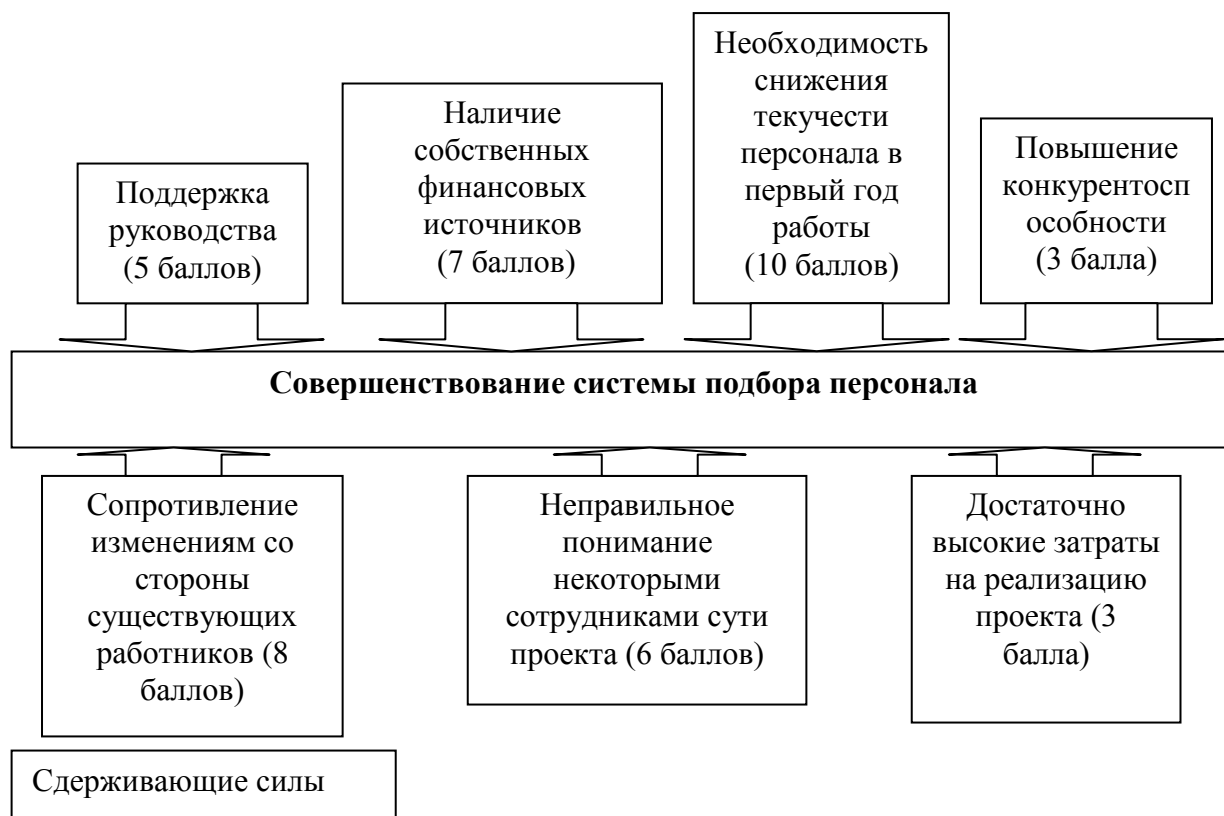 Поддержка
руководства
(5 баллов)
Наличие
собственных
финансовых
источников
(7 баллов)
Необходимость
снижения
текучести
персонала в
первый год
работы
(10 баллов)
Повышение
конкурентосп
особности
(3 балла)
Совершенствование системы подбора персонала
Сопротивление
изменениям со
стороны
существующих
работников (8
баллов)
Неправильное
понимание
некоторыми
сотрудниками сути
проекта (6 баллов)
Достаточно
высокие затраты
на реализацию
проекта (3
балла)
Сдерживающие силы